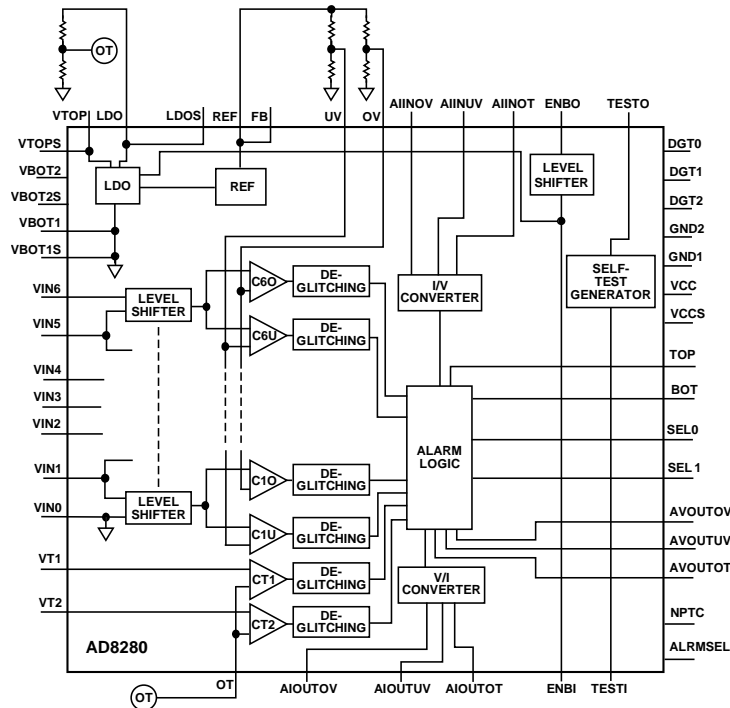 OT
VTOP LDO LDOS REF FB UV OV AIINOV AIINUV AIINOT ENBO TESTO
VTOPS
VBOT2
VBOT2S
VBOT1
VBOT1S
VIN6
VIN5
VIN4
VIN3
VIN2
VIN1
VIN0
VT1
VT2
LDO
REF
LEVEL
SHIFTER
LEVEL
SHIFTER
LEVEL
SHIFTER
C6O
DE-
GLITCHING
C6U
DE-
GLITCHING
C1O
DE-
GLITCHING
C1U
DE-
GLITCHING
CT1
DE-
GLITCHING
CT2
DE-
GLITCHING
I/V
CONVERTER
SELF-
TEST
GENERATOR
ALARM
LOGIC
V/I
CONVERTER
DGT0
DGT1
DGT2
GND2
GND1
VCC
VCCS
TOP
BOT
SEL0
SEL1
AVOUTOV
AVOUTUV
AVOUTOT
NPTC
ALRMSEL
AD8280
OT
OT AIOUTOV AIOUTUV AIOUTOT ENBI TESTI